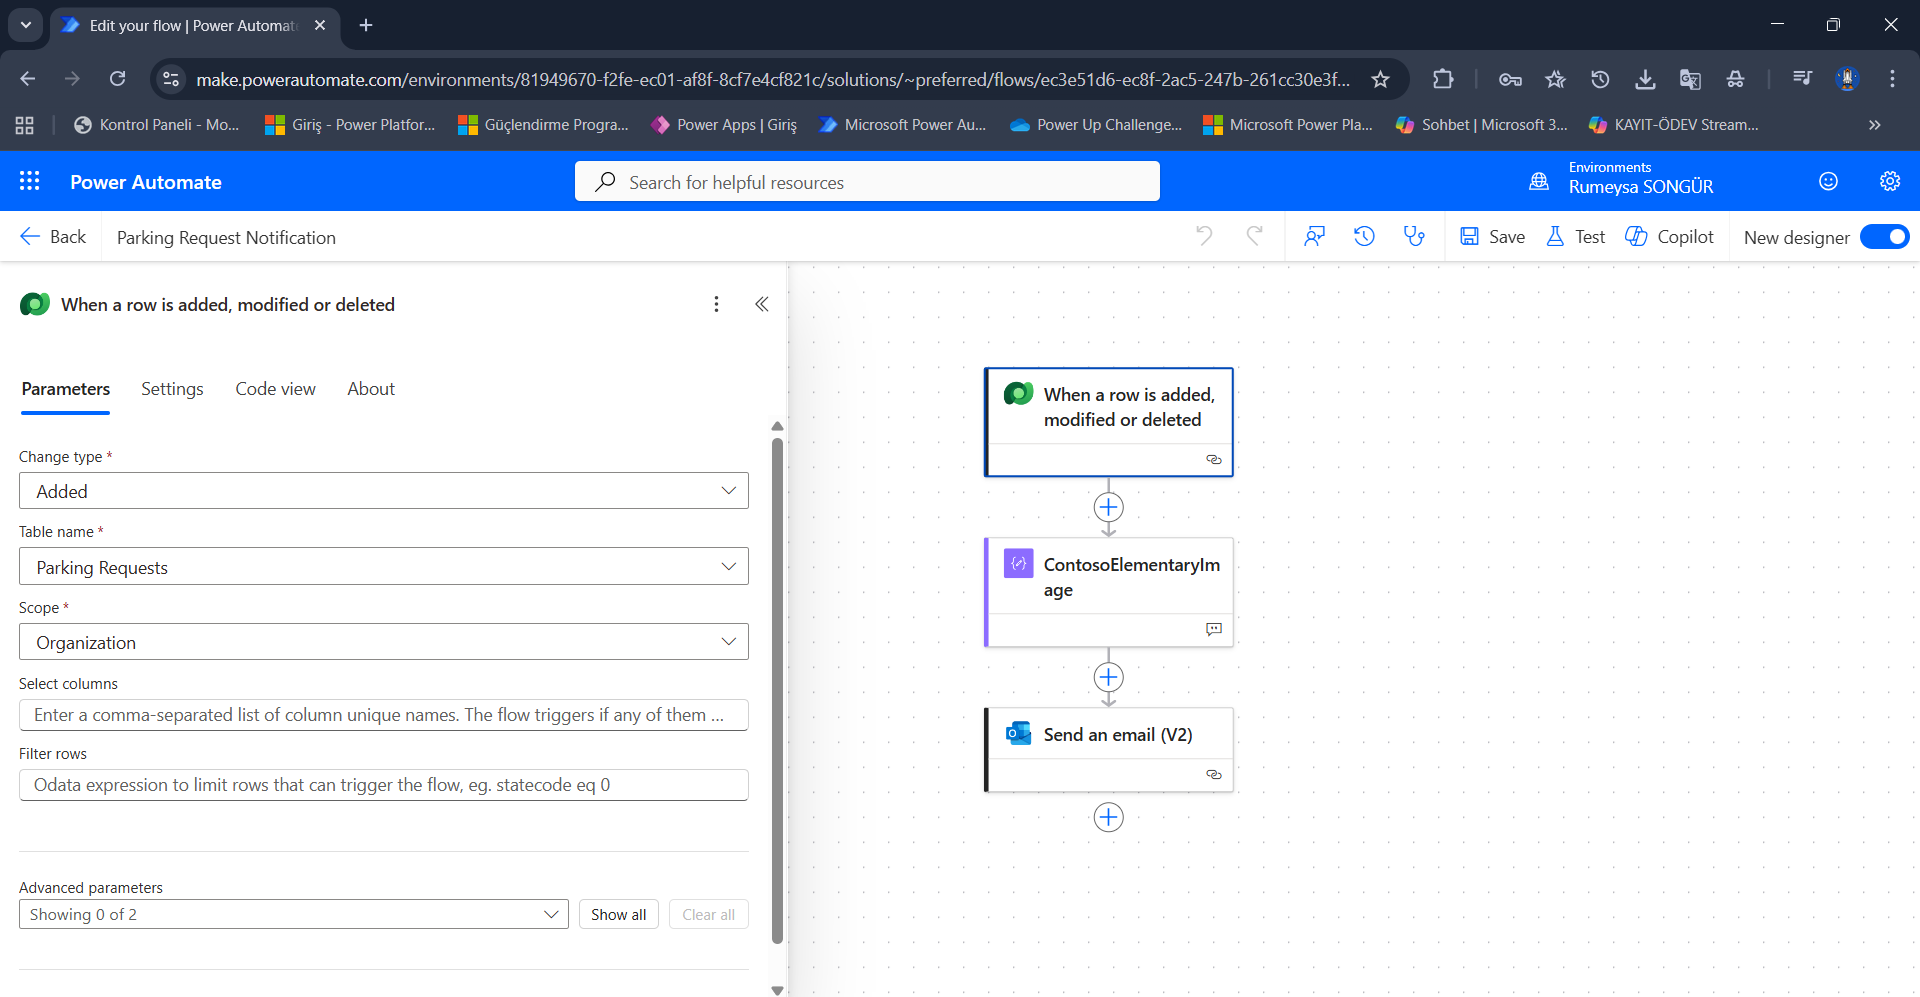 Edit your flow | Power Automat
make.powerautomate.com/environments/81949670-f2fe-ec01-af8f-8cf7e4cf821c/solutions/~preferred/flows/ec3e51d6-ec8f-2ac5-247b-261cc30e3f...
Kontrol Paneli - Mo...
Giriş - Power Platfor...
Güçlendirme Progra...
Power Apps | Giriş
Microsoft Power Au...
Power Up Challenge...
Microsoft Power Pla...
Sohbet | Microsoft 3...
KAYIT-ÖDEV Stream...
Power Automate
Search for helpful resources
Environments
Rumeysa SONGÜR
Back
Parking Request Notification
Save
Test
Copilot
New designer
When a row is added, modified or deleted
Parameters
Settings
Code view
About
Change type *
Added
Table name *
Parking Requests
Scope *
Organization
Select columns
Enter a comma-separated list of column unique names. The flow triggers if any of them ...
Filter rows
Odata expression to limit rows that can trigger the flow, eg. statecode eq 0
Advanced parameters
Showing 0 of 2
Show all
Clear all
When a row is added,
modified or deleted
ContosoElementaryIm
age
Send an email (V2)